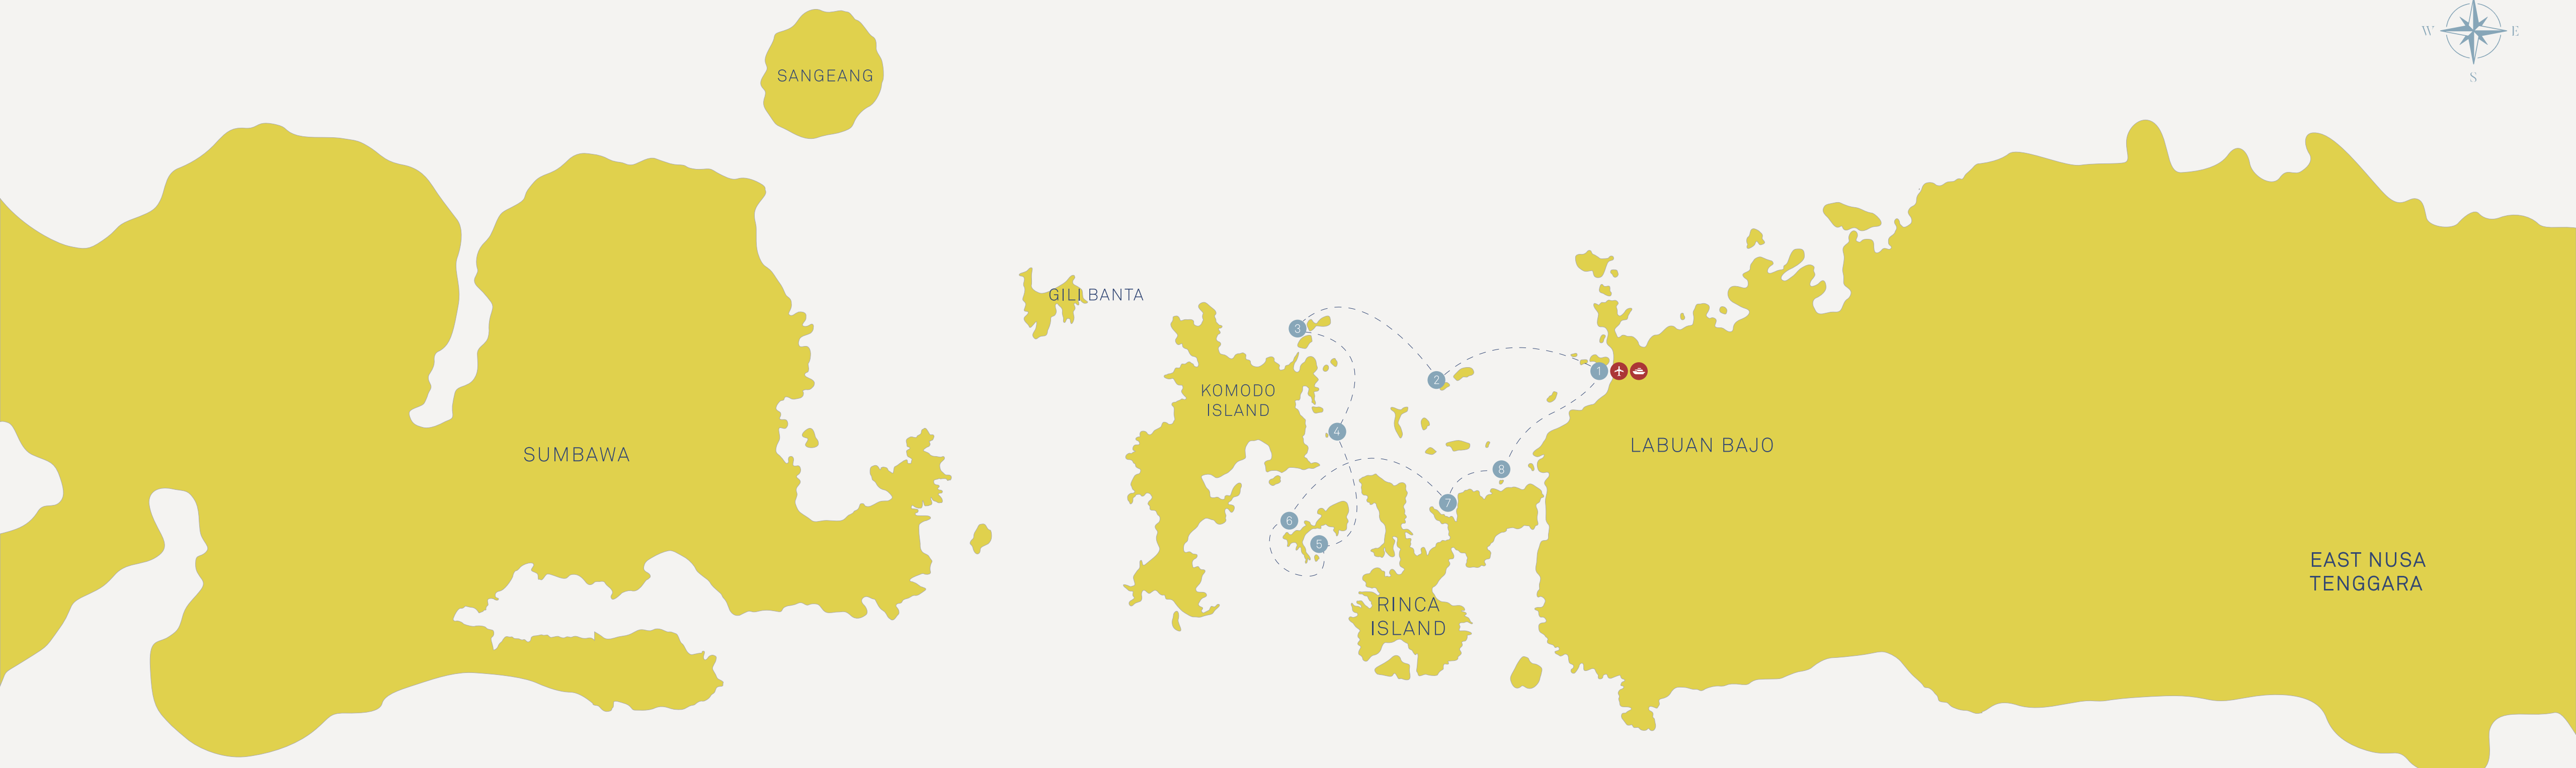 W
E
S
SANGEANG
GILI BANTA
3
1
2
KOMODO
ISLAND
4
LABUAN BAJO
SUMBAWA
8
7
6
5
EAST NUSA
TENGGARA
RINCA
ISLAND